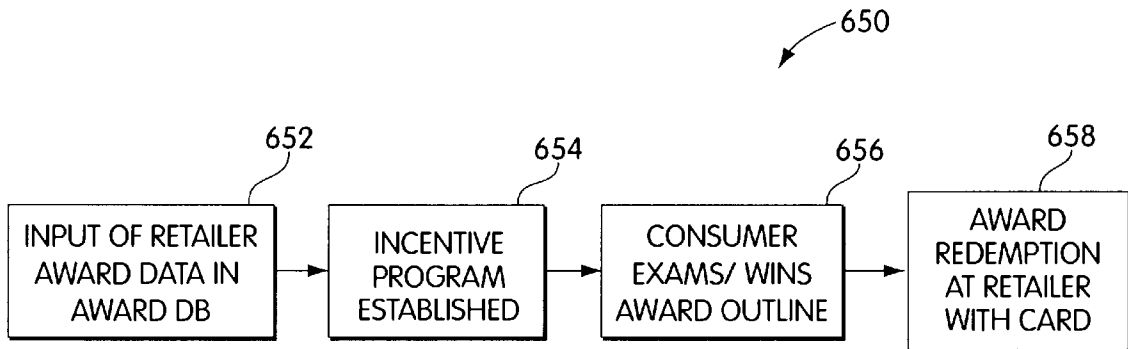 650
652
INPUT OF RETAILER
AWARD DATA IN
AWARD DB
654
INCENTIVE
PROGRAM
ESTABLISHED
656
CONSUMER
EXAMS/ WINS
AWARD OUTLINE
658
AWARD
REDEMPTION
AT RETAILER
WITH CARD